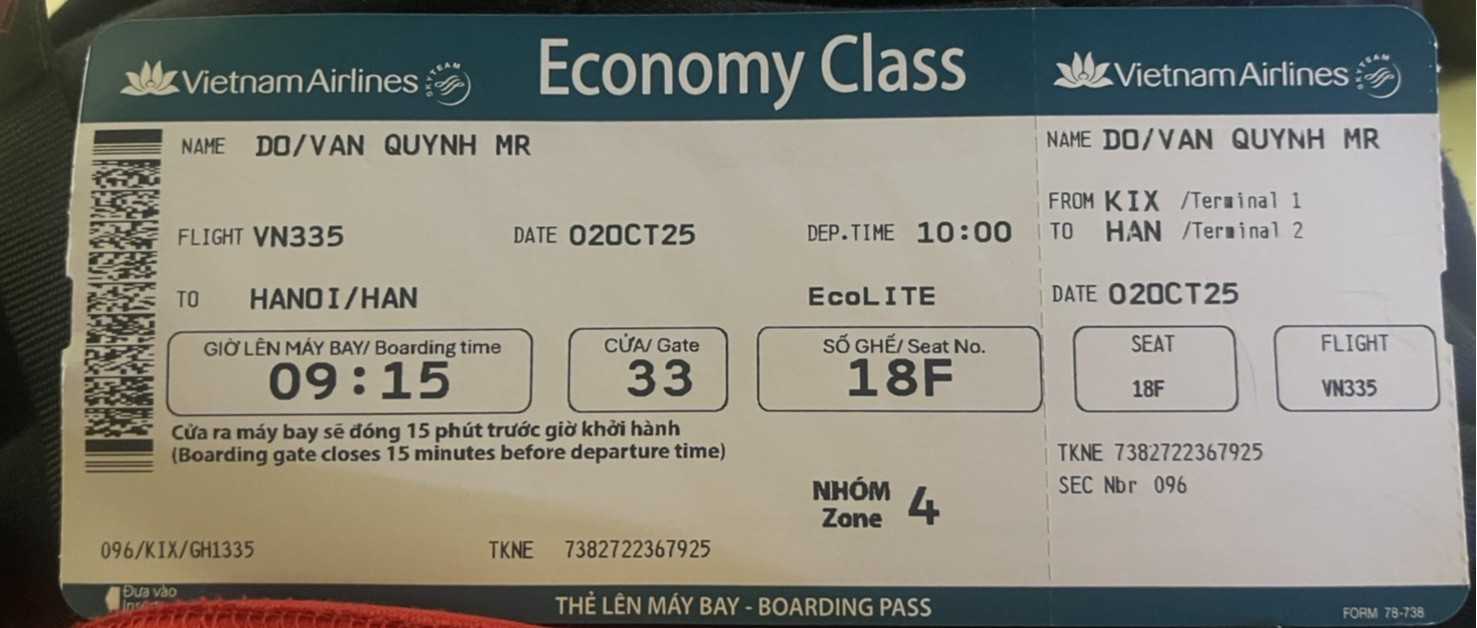 Vietnam Airlines SKYTEAM Economy Class Vietnam Airlines SKYTEAM
NAME DO/VAN QUYNH MR
FLIGHT VN335 DATE 02OCT25 DEP.TIME 10:00
TO HANOI/HAN EcoLITE
GIỜ LÊN MÁY BAY/ Boarding time
09:15
CỬA/ Gate
33
SỐ GHẾ/ Seat No.
18F
Cửa ra máy bay sẽ đóng 15 phút trước giờ khởi hành
(Boarding gate closes 15 minutes before departure time)
NHÓM
Zone 4
096/KIX/GH1335 TKNE 7382722367925
Đưa vào
THẺ LÊN MÁY BAY - BOARDING PASS
NAME DO/VAN QUYNH MR
FROM KIX /Terminal 1
TO HAN /Terminal 2
DATE 02OCT25
SEAT
18F
FLIGHT
VN335
TKNE 7382722367925
SEC Nbr 096
FORM 78-738